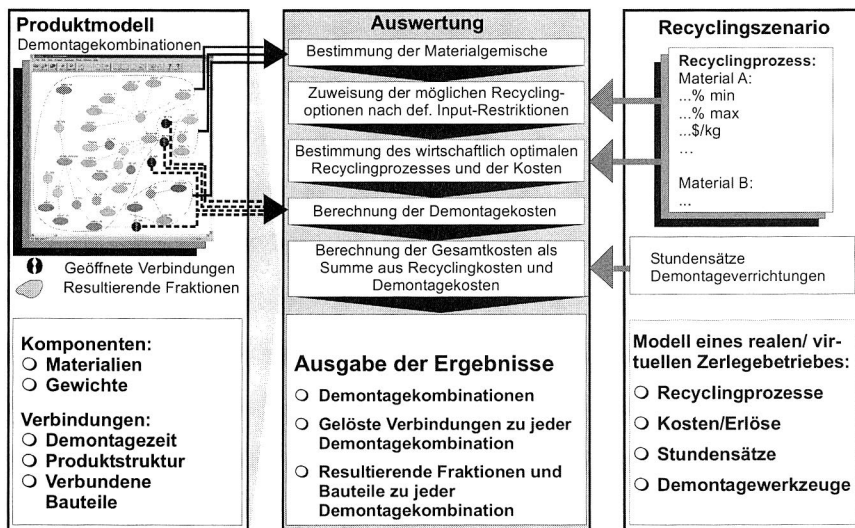 Produktmodell
Demontagekombinationen
Geöffnete Verbindungen
Resultierende Fraktionen
Komponenten:
Materialien
Gewichte
Verbindungen:
Demontagezeit
Produktstruktur
Verbundene
Bauteile
Auswertung
Bestimmung der Materialgemische
Zuweisung der möglichen Recycling-
optionen nach def. Input-Restriktionen
Bestimmung des wirtschaftlich optimalen
Recyclingprozesses und der Kosten
Berechnung der Demontagekosten
Berechnung der Gesamtkosten als
Summe aus Recyclingkosten und
Demontagekosten
Ausgabe der Ergebnisse
Demontagekombinationen
Gelöste Verbindungen zu jeder
Demontagekombination
Resultierende Fraktionen und
Bauteile zu jeder
Demontagekombination
Recyclingszenario
Recyclingprozess:
Material A:
...% min
...% max
...$/kg
...
Material B:
...
Stundensätze
Demontageverrichtungen
Modell eines realen/ vir-
tuellen Zerlegebetriebes:
Recyclingprozesse
Kosten/Erlöse
Stundensätze
Demontagewerkzeuge